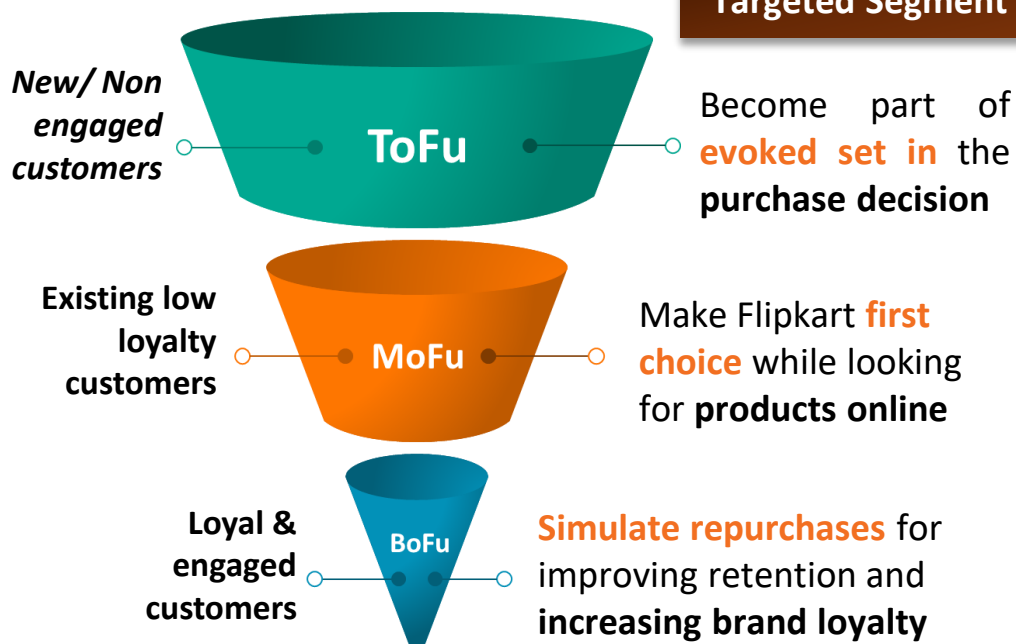 Targeted Segment
New/ Non
engaged
customers
ToFu
Become part of
evoked set in the
purchase decision
Existing low
loyalty
customers
MoFu
Make Flipkart first
choice while looking
for products online
Loyal &
engaged
customers
BoFu
Simulate repurchases for
improving retention and
increasing brand loyalty